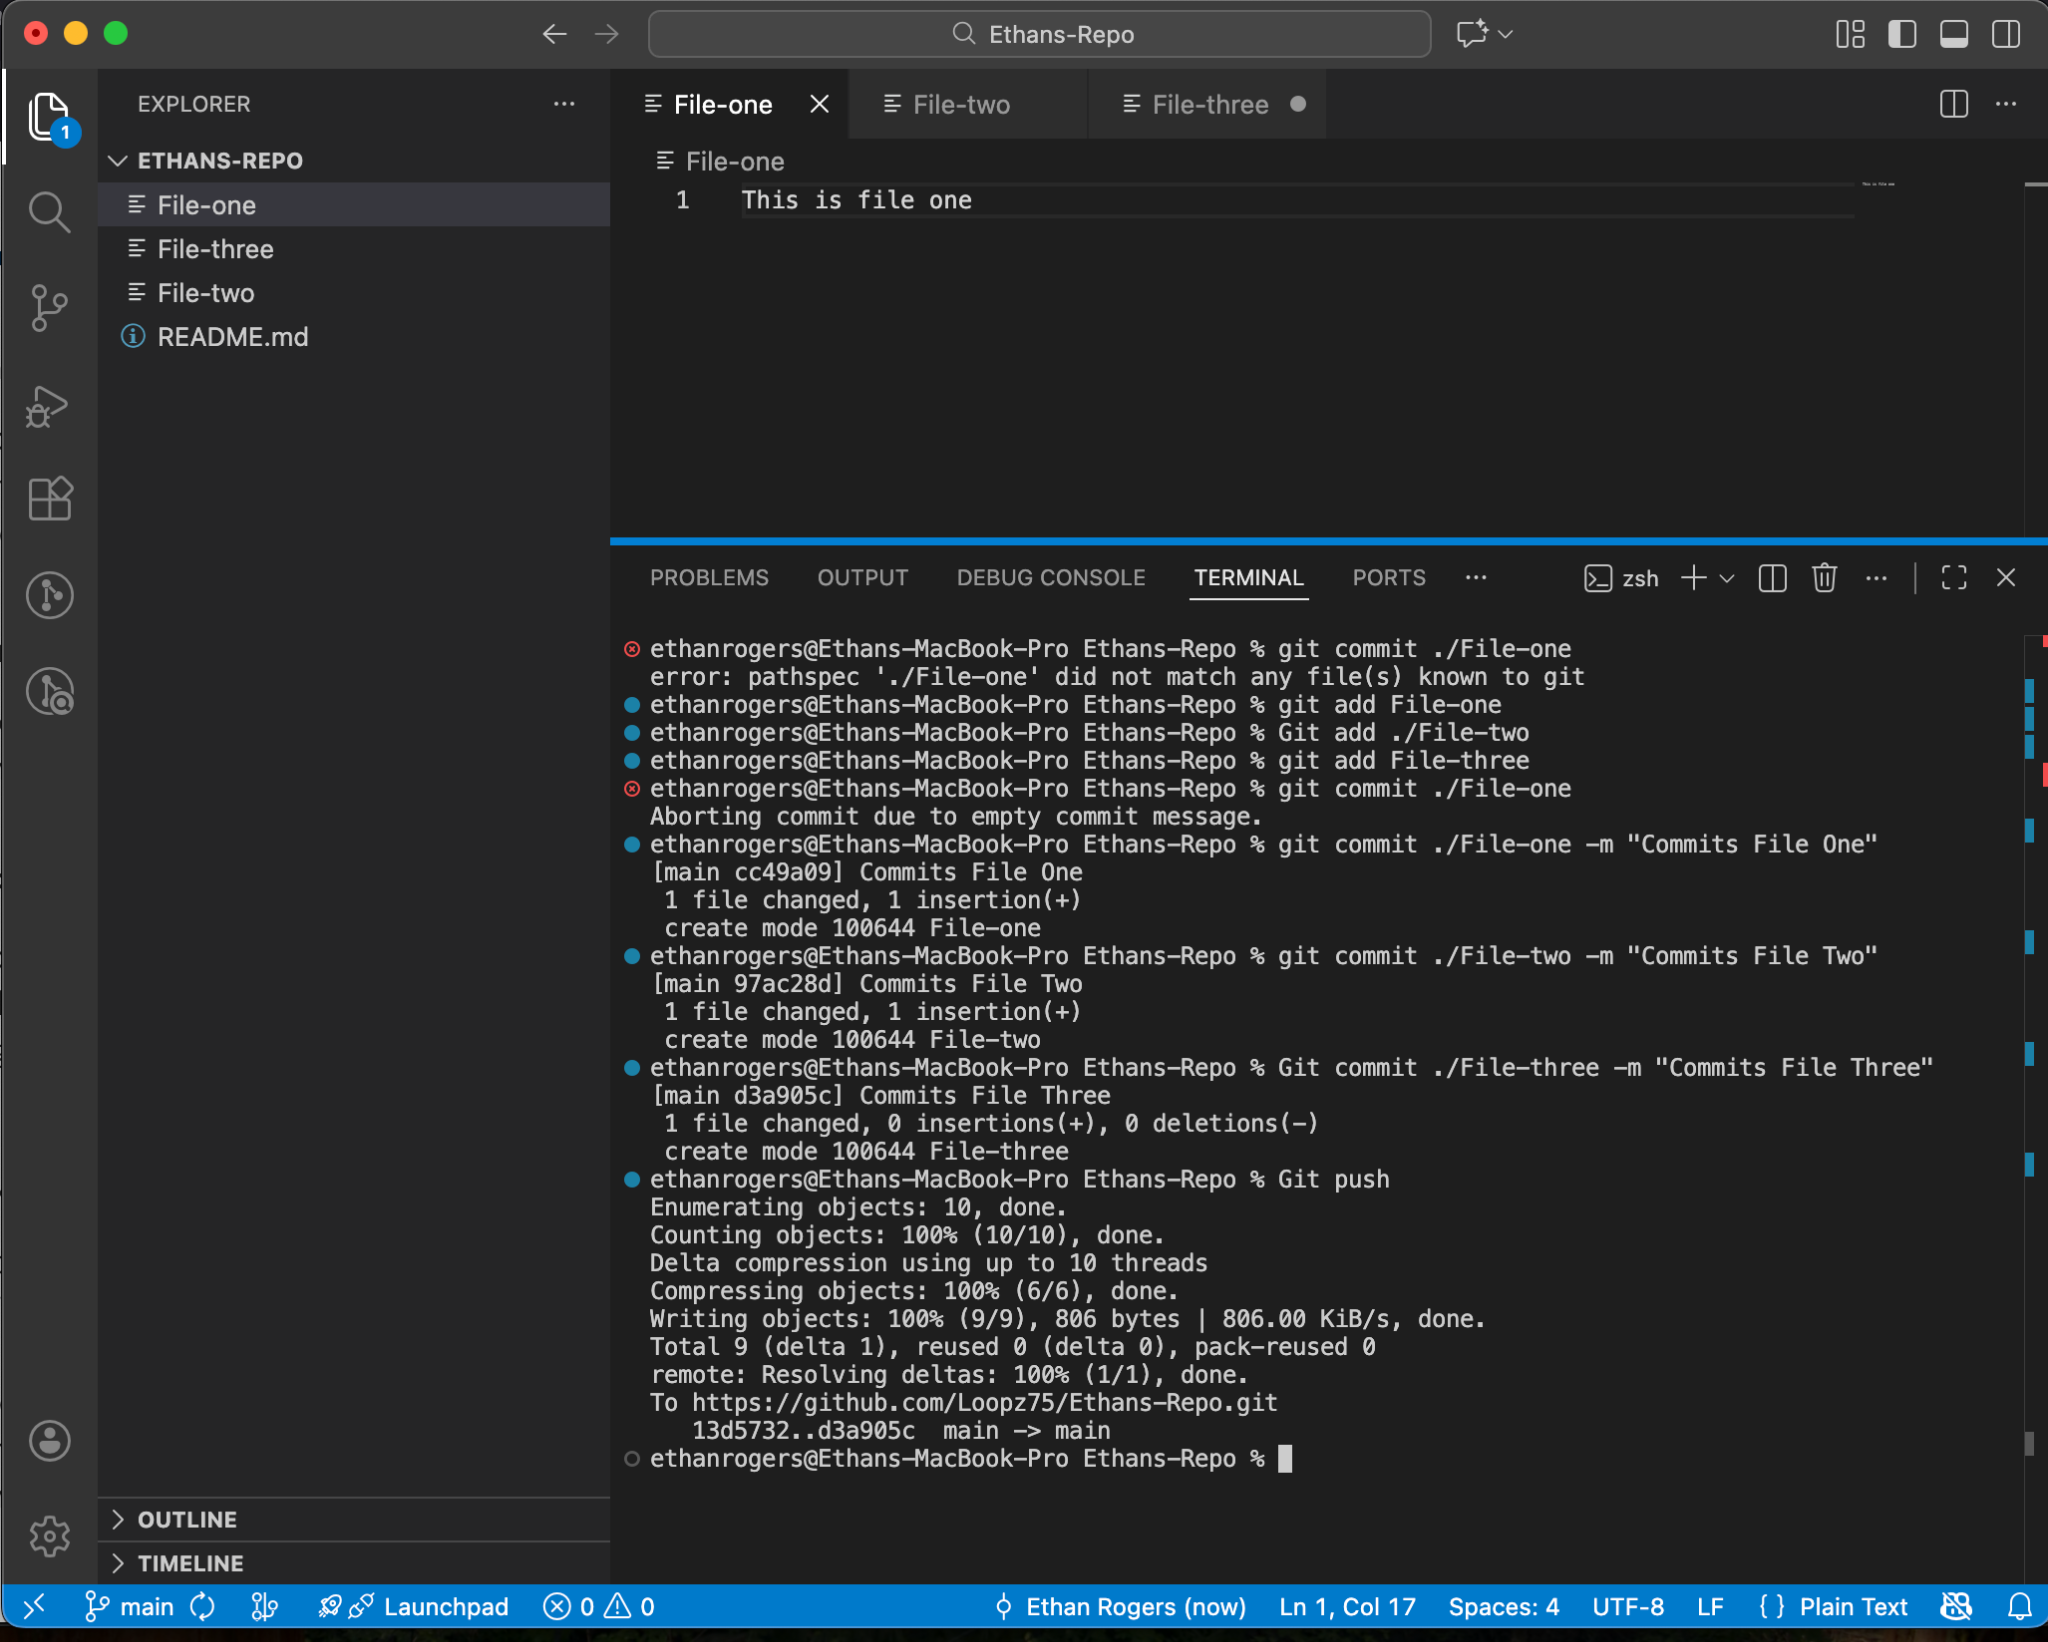 Ethans-Repo
EXPLORER
1
ETHANS-REPO
File-one
File-three
File-two
README.md
OUTLINE
TIMELINE
File-one
File-two
File-three
File-one
1 This is file one
PROBLEMS OUTPUT DEBUG CONSOLE TERMINAL PORTS
zsh
ethanrogers@Ethans-MacBook-Pro Ethans-Repo % git commit ./File-one
error: pathspec './File-one' did not match any file(s) known to git
ethanrogers@Ethans-MacBook-Pro Ethans-Repo % git add File-one
ethanrogers@Ethans-MacBook-Pro Ethans-Repo % Git add ./File-two
ethanrogers@Ethans-MacBook-Pro Ethans-Repo % git add File-three
ethanrogers@Ethans-MacBook-Pro Ethans-Repo % git commit ./File-one
Aborting commit due to empty commit message.
ethanrogers@Ethans-MacBook-Pro Ethans-Repo % git commit ./File-one -m "Commits File One"
[main cc49a09] Commits File One
1 file changed, 1 insertion(+)
create mode 100644 File-one
ethanrogers@Ethans-MacBook-Pro Ethans-Repo % git commit ./File-two -m "Commits File Two"
[main 97ac28d] Commits File Two
1 file changed, 1 insertion(+)
create mode 100644 File-two
ethanrogers@Ethans-MacBook-Pro Ethans-Repo % Git commit ./File-three -m "Commits File Three"
[main d3a905c] Commits File Three
1 file changed, 0 insertions(+), 0 deletions(-)
create mode 100644 File-three
ethanrogers@Ethans-MacBook-Pro Ethans-Repo % Git push
Enumerating objects: 10, done.
Counting objects: 100% (10/10), done.
Delta compression using up to 10 threads
Compressing objects: 100% (6/6), done.
Writing objects: 100% (9/9), 806 bytes | 806.00 KiB/s, done.
Total 9 (delta 1), reused 0 (delta 0), pack-reused 0
remote: Resolving deltas: 100% (1/1), done.
To https://github.com/Loopz75/Ethans-Repo.git
13d5732..d3a905c  main -> main
ethanrogers@Ethans-MacBook-Pro Ethans-Repo %
main Launchpad 0 0 Ethan Rogers (now) Ln 1, Col 17 Spaces: 4 UTF-8 LF { } Plain Text